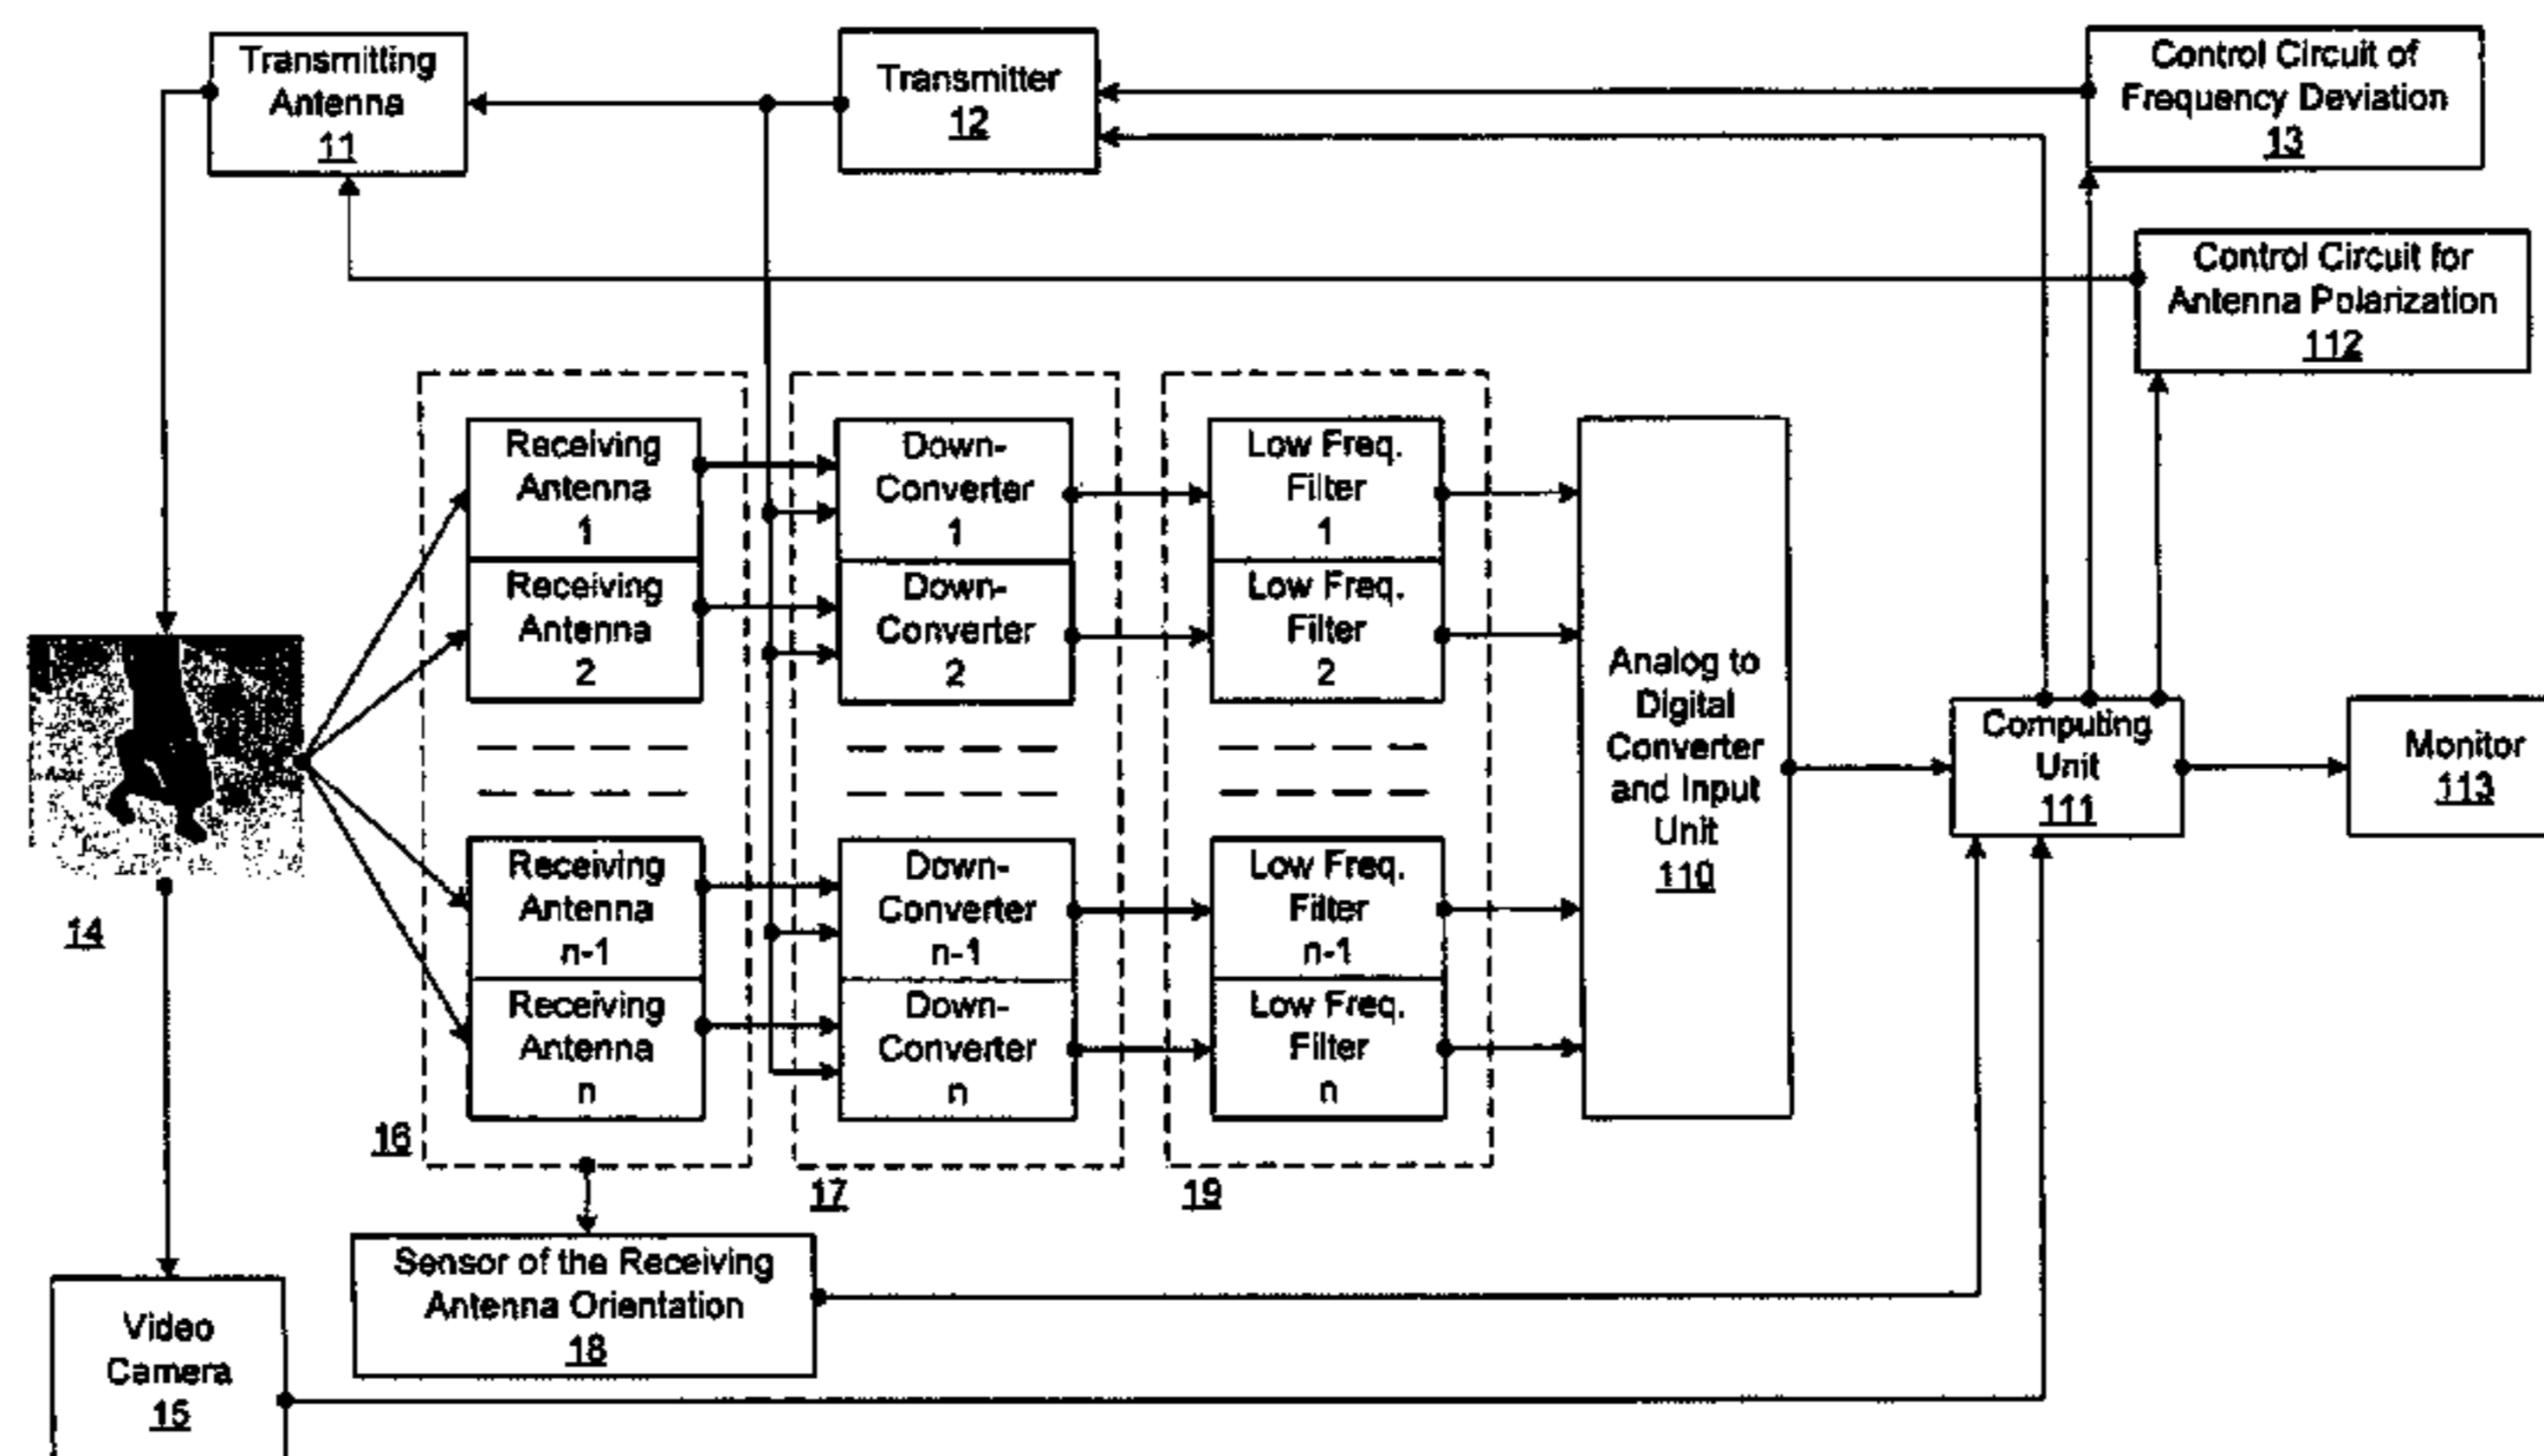 Transmitting
Antenna
11
Transmitter
12
Control Circuit of
Frequency Deviation
13
Control Circuit for
Antenna Polarization
112
Receiving
Antenna
1
Receiving
Antenna
2
Receiving
Antenna
n-1
Receiving
Antenna
n
16
Down-
Converter
1
Down-
Converter
2
Down-
Converter
n-1
Down-
Converter
n
17
Low Freq.
Filter
1
Low Freq.
Filter
2
Low Freq.
Filter
n-1
Low Freq.
Filter
n
19
Analog to
Digital
Converter
and Input
Unit
110
Computing
Unit
111
Monitor
113
14
Sensor of the Receiving
Antenna Orientation
18
Video
Camera
15